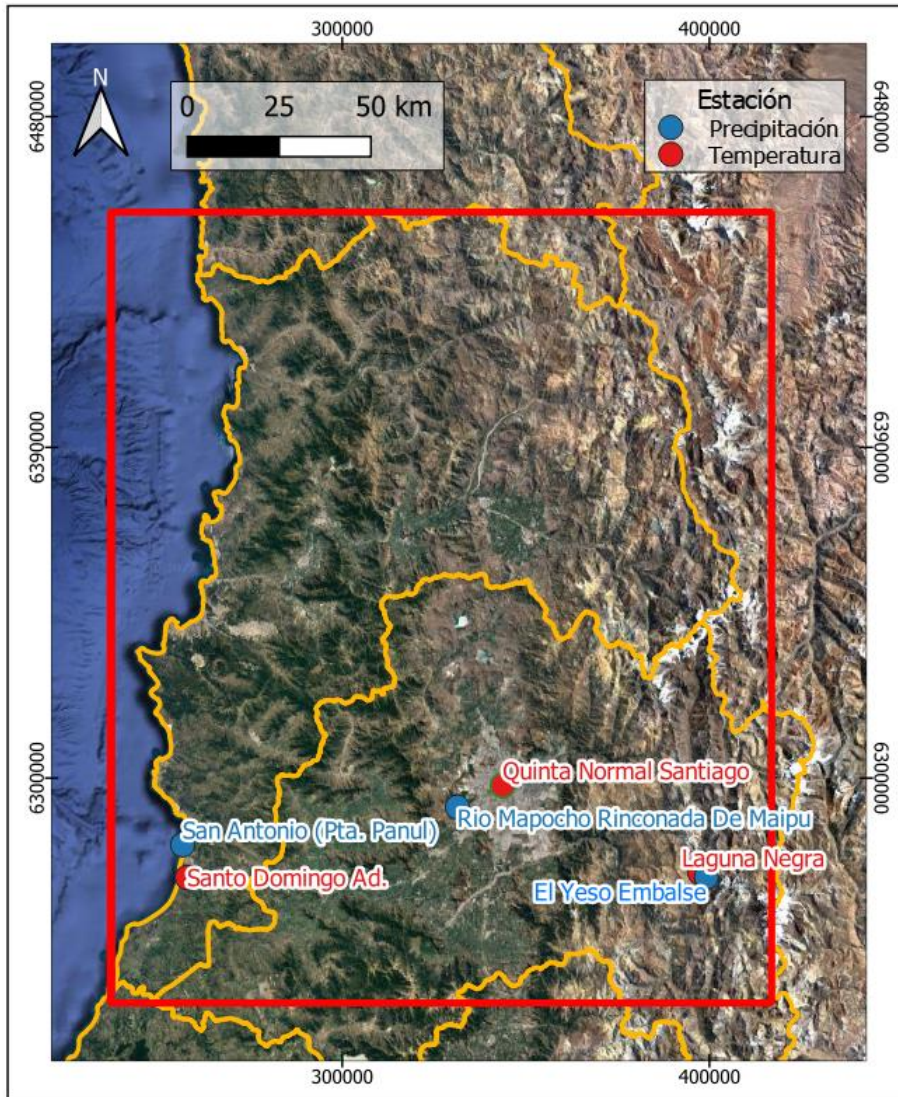 300000
400000
N
0 25 50 km
Estación
Precipitación
Temperatura
6480000
6480000
6390000
6390000
6300000
6300000
Quinta Normal Santiago
Rio Mapocho Rinconada De Maipu
San Antonio (Pta. Panul)
Santo Domingo Ad.
Laguna Negra
El Yeso Embalse
300000
400000